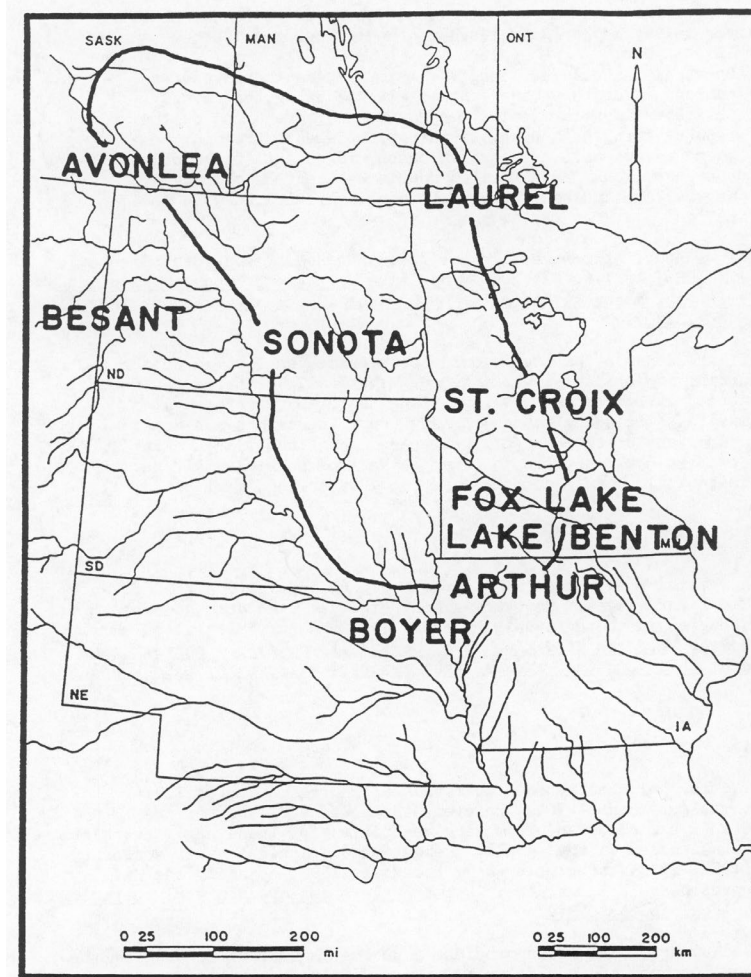 SASK
MAN
ONT
N
AVONLEA
LAUREL
BESANT
SONOTA
ND
ST. CROIX
FOX LAKE
LAKE BENTON
MN
SD
ARTHUR
BOYER
NE
IA
0 25 100 200
mi
0 25 100 200
km